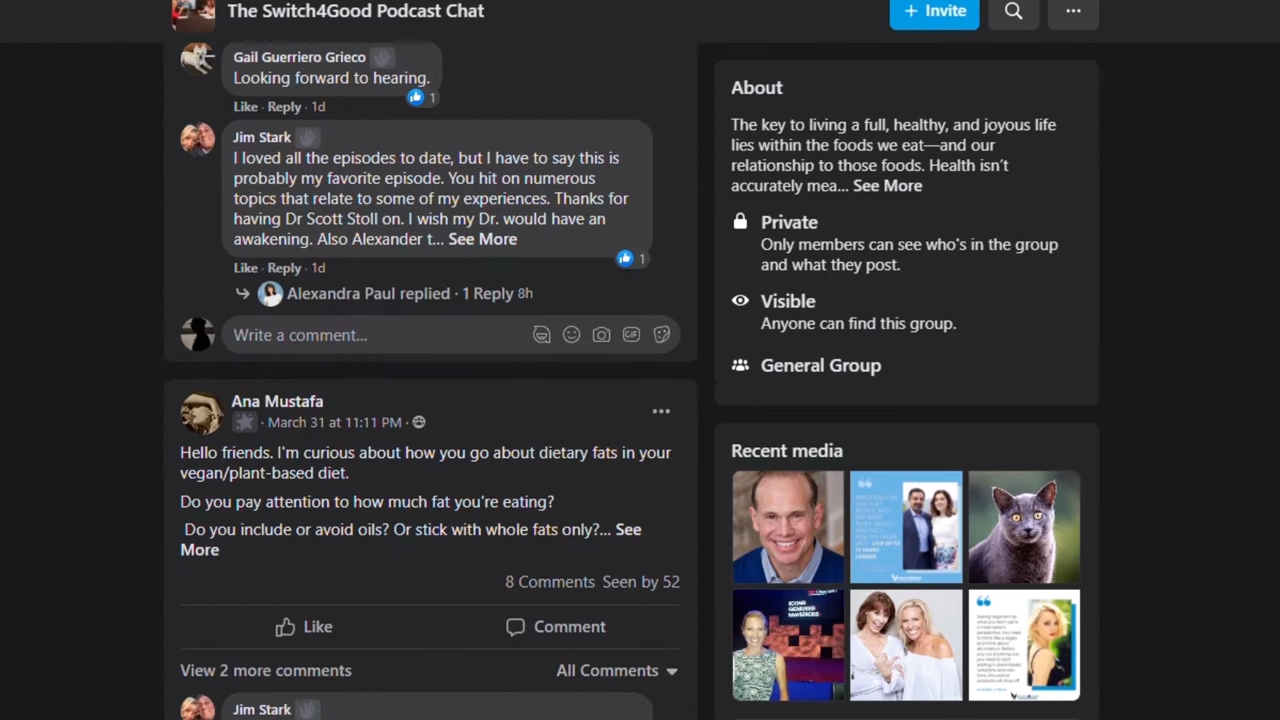 The Switch4Good Podcast Chat
+ Invite
Gail Guerriero Grieco
Looking forward to hearing.
1
Like · Reply · 1d
Jim Stark
I loved all the episodes to date, but I have to say this is
probably my favorite episode. You hit on numerous
topics that relate to some of my experiences. Thanks for
having Dr Scott Stoll on. I wish my Dr. would have an
awakening. Also Alexander t... See More
1
Like · Reply · 1d
Alexandra Paul replied · 1 Reply 8h
Write a comment...
GIF
Ana Mustafa
· March 31 at 11:11 PM ·
Hello friends. I'm curious about how you go about dietary fats in your
vegan/plant-based diet.
Do you pay attention to how much fat you're eating?
Do you include or avoid oils? Or stick with whole fats only?... See
More
8 Comments Seen by 52
Like
Comment
View 2 more comments
All Comments
Jim Stark
About
The key to living a full, healthy, and joyous life
lies within the foods we eat—and our
relationship to those foods. Health isn't
accurately mea... See More
Private
Only members can see who's in the group
and what they post.
Visible
Anyone can find this group.
General Group
Recent media